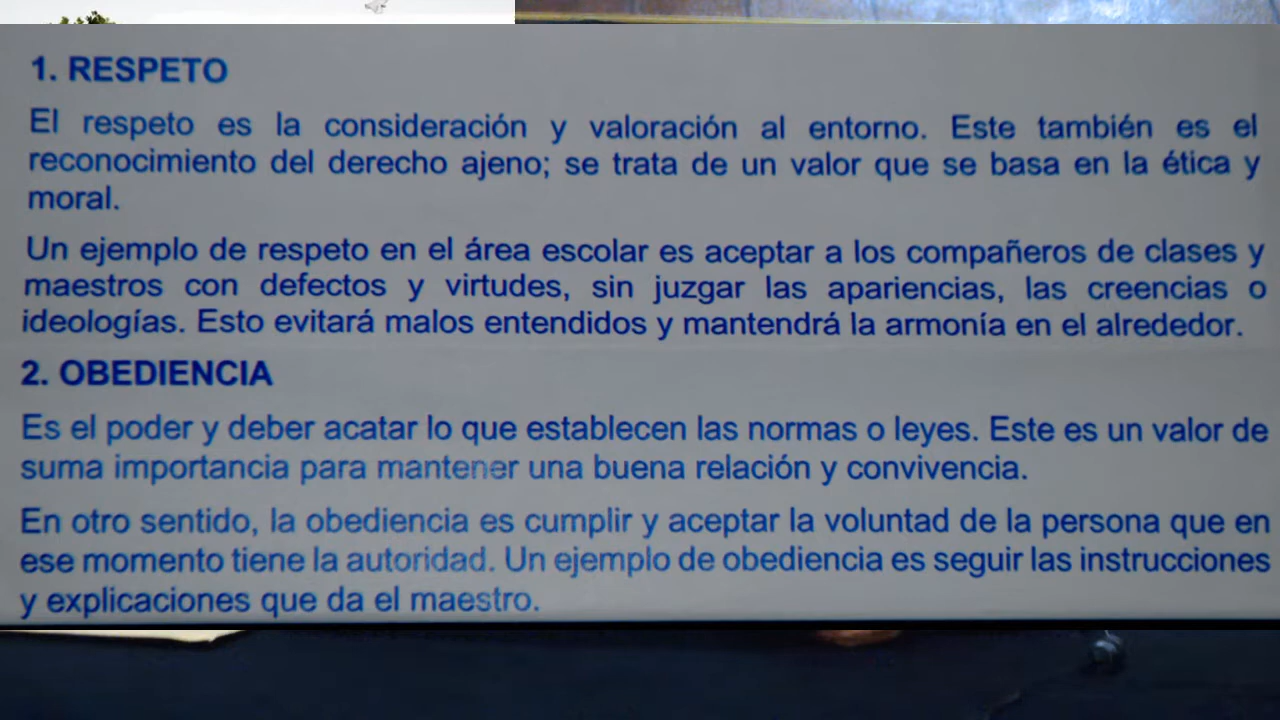 1. RESPETO
El respeto es la consideración y valoración al entorno. Este también es el
reconocimiento del derecho ajeno; se trata de un valor que se basa en la ética y
moral.
Un ejemplo de respeto en el área escolar es aceptar a los compañeros de clases y
maestros con defectos y virtudes, sin juzgar las apariencias, las creencias o
ideologías. Esto evitará malos entendidos y mantendrá la armonía en el alrededor.
2. OBEDIENCIA
Es el poder y deber acatar lo que establecen las normas o leyes. Este es un valor de
suma importancia para mantener una buena relación y convivencia.
En otro sentido, la obediencia es cumplir y aceptar la voluntad de la persona que en
ese momento tiene la autoridad. Un ejemplo de obediencia es seguir las instrucciones
y explicaciones que da el maestro.